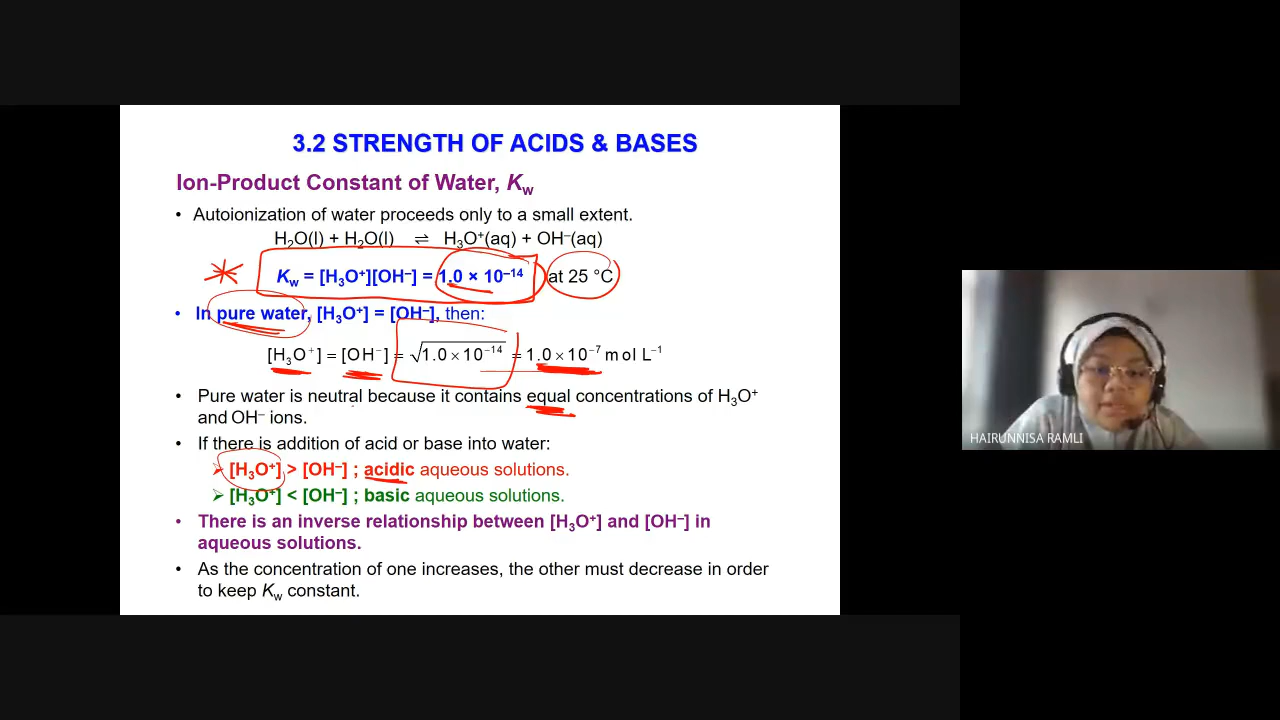 3.2 STRENGTH OF ACIDS & BASES
Ion-Product Constant of Water, Kw
• Autoionization of water proceeds only to a small extent.
H₂O(l) + H₂O(l) ⇌ H₃O⁺(aq) + OH⁻(aq)
Kw = [H₃O⁺][OH⁻] = 1.0 × 10⁻¹⁴ at 25 °C
• In pure water, [H₃O⁺] = [OH⁻], then:
[H₃O⁺] = [OH⁻] = √1.0 × 10⁻¹⁴ = 1.0 × 10⁻⁷ mol L⁻¹
• Pure water is neutral because it contains equal concentrations of H₃O⁺
and OH⁻ ions.
• If there is addition of acid or base into water:
➢ [H₃O⁺] > [OH⁻] ; acidic aqueous solutions.
➢ [H₃O⁺] < [OH⁻] ; basic aqueous solutions.
• There is an inverse relationship between [H₃O⁺] and [OH⁻] in
aqueous solutions.
• As the concentration of one increases, the other must decrease in order
to keep Kw constant.
HAIRUNNISA RAMLI